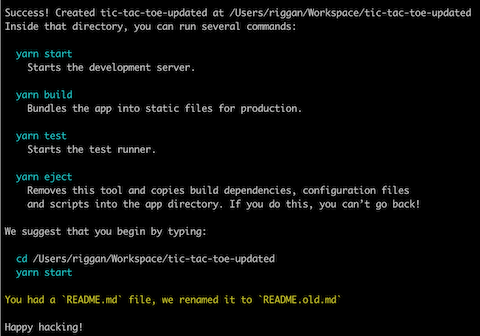 Success! Created tic-tac-toe-updated at /Users/riggan/Workspace/tic-tac-toe-updated
Inside that directory, you can run several commands:
yarn start
Starts the development server.
yarn build
Bundles the app into static files for production.
yarn test
Starts the test runner.
yarn eject
Removes this tool and copies build dependencies, configuration files
and scripts into the app directory. If you do this, you can’t go back!
We suggest that you begin by typing:
cd /Users/riggan/Workspace/tic-tac-toe-updated
yarn start
You had a `README.md` file, we renamed it to `README.old.md`
Happy hacking!